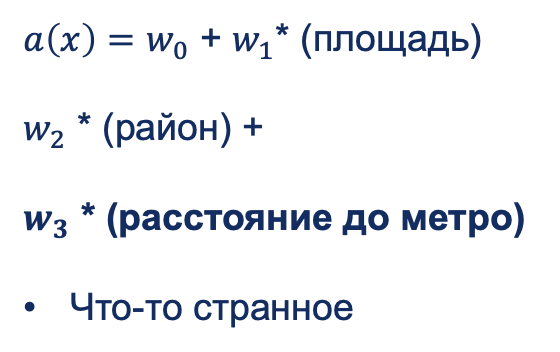 a(x) = w₀ + w₁* (площадь)
w₂ * (район) +
w₃ * (расстояние до метро)
• Что-то странное